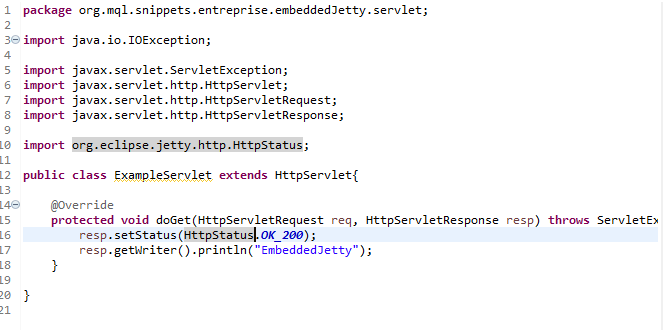 1 package org.mql.snippets.entreprise.embeddedJetty.servlet;
2
3 import java.io.IOException;
4
5 import javax.servlet.ServletException;
6 import javax.servlet.http.HttpServlet;
7 import javax.servlet.http.HttpServletRequest;
8 import javax.servlet.http.HttpServletResponse;
9
10 import org.eclipse.jetty.http.HttpStatus;
11
12 public class ExampleServlet extends HttpServlet{
13
14 @Override
15 protected void doGet(HttpServletRequest req, HttpServletResponse resp) throws ServletEx
16 resp.setStatus(HttpStatus.OK_200);
17 resp.getWriter().println("EmbeddedJetty");
18 }
19
20 }
21